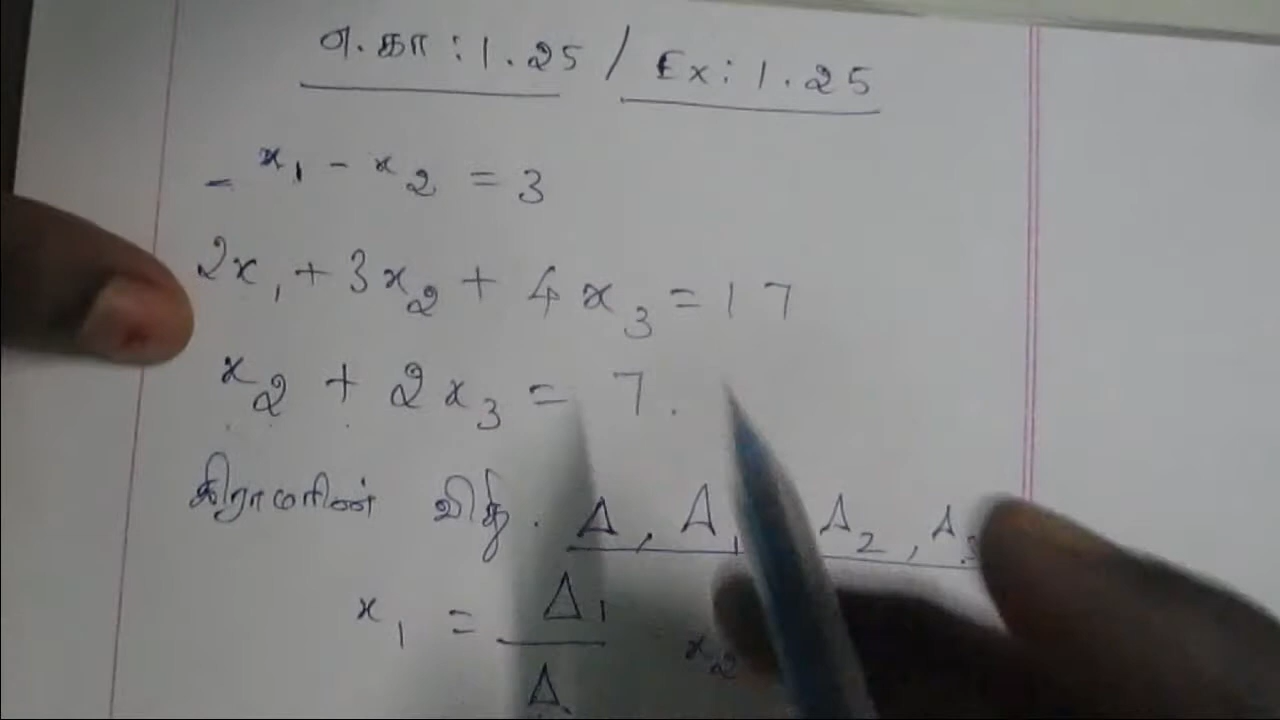 எ.கா : 1.25 / Ex : 1.25
- x₁ - x₂ = 3
2x₁ + 3x₂ + 4x₃ = 17
x₂ + 2x₃ = 7.
கிராமரின் விதி. Δ, Δ₁ Δ₂, Δ₃
x₁ = Δ₁ / Δ x₂